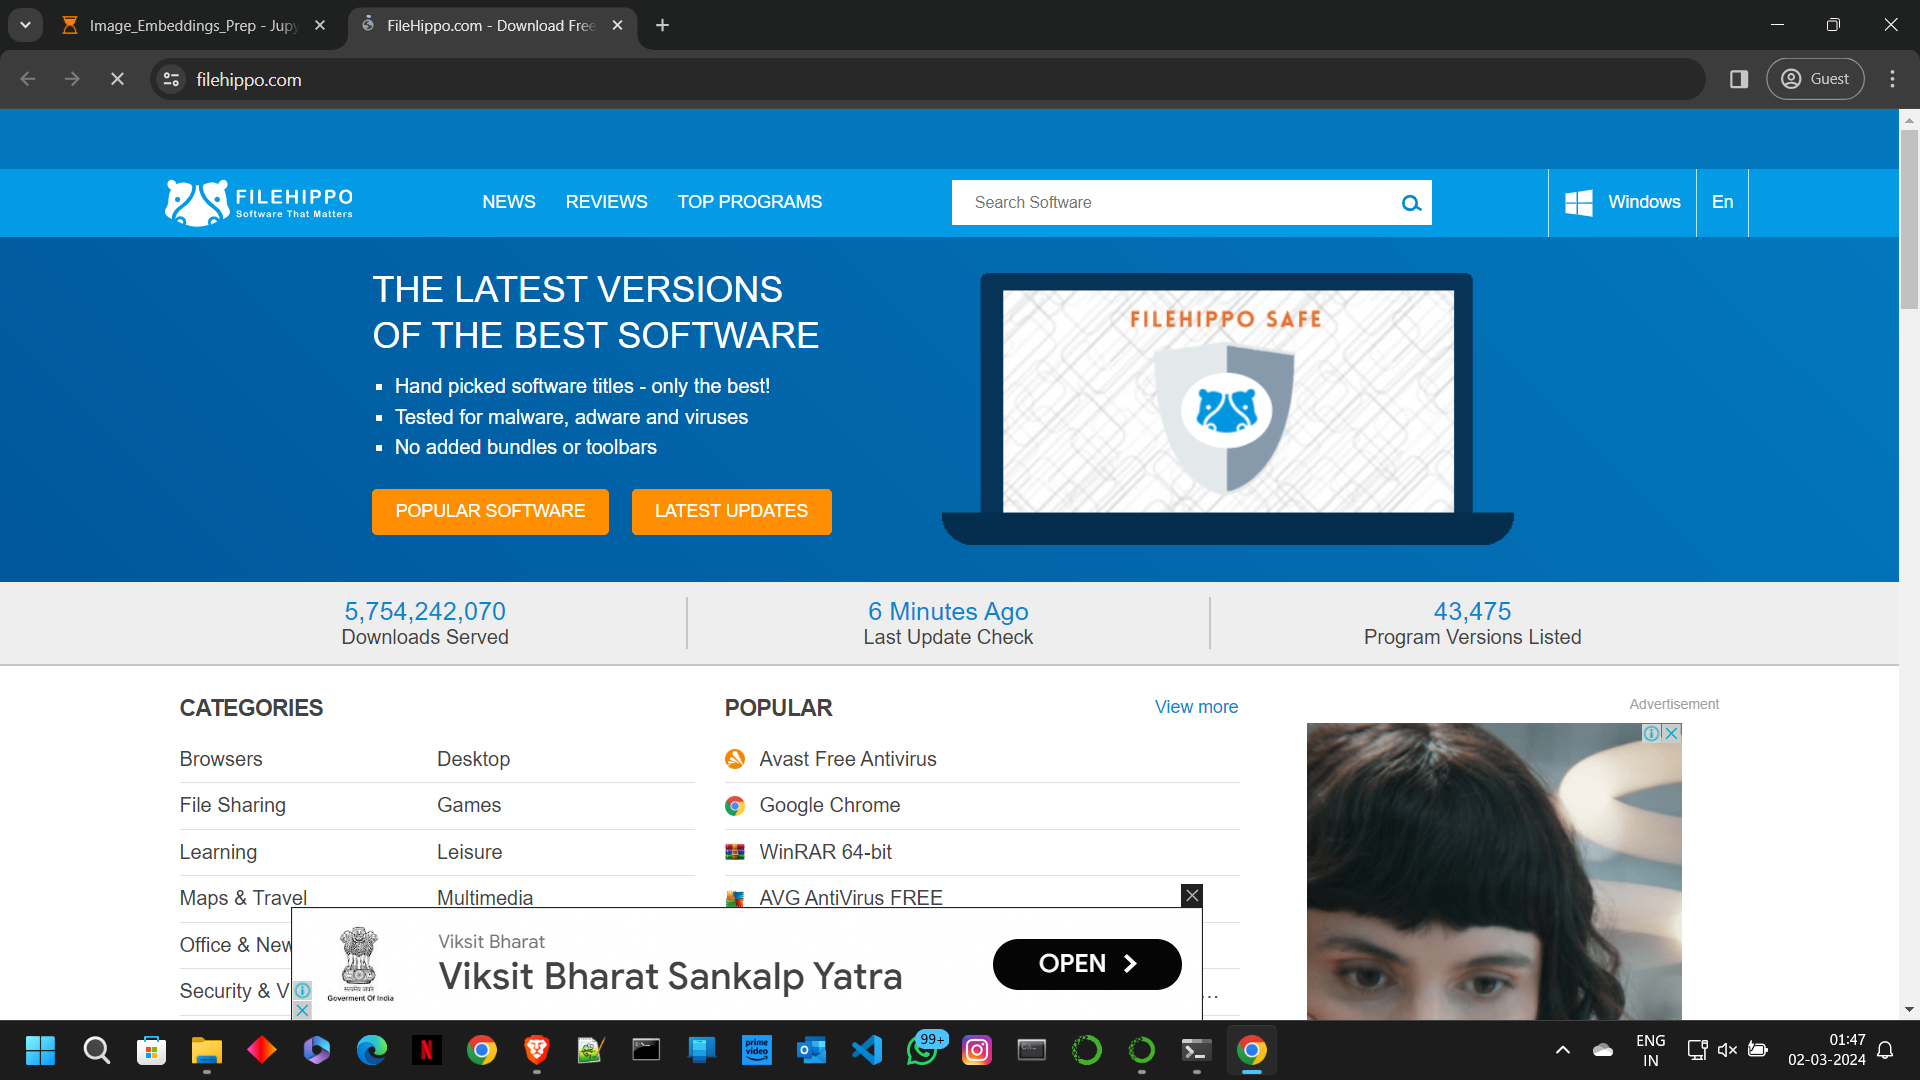 Image_Embeddings_Prep - Jupy
FileHippo.com - Download Free
filehippo.com
Guest
FILEHIPPO
Software That Matters
NEWS
REVIEWS
TOP PROGRAMS
Search Software
Windows
En
THE LATEST VERSIONS
OF THE BEST SOFTWARE
Hand picked software titles - only the best!
Tested for malware, adware and viruses
No added bundles or toolbars
POPULAR SOFTWARE
LATEST UPDATES
FILEHIPPO SAFE
5,754,242,070
Downloads Served
6 Minutes Ago
Last Update Check
43,475
Program Versions Listed
CATEGORIES
Browsers
Desktop
File Sharing
Games
Learning
Leisure
Maps & Travel
Multimedia
Office & New
Security & V
POPULAR
View more
Avast Free Antivirus
Google Chrome
WinRAR 64-bit
AVG AntiVirus FREE
...
Advertisement
सत्यमेव जयते
Goverment Of India
Viksit Bharat
Viksit Bharat Sankalp Yatra
OPEN
N
prime
video
99+
ENG
IN
01:47
02-03-2024